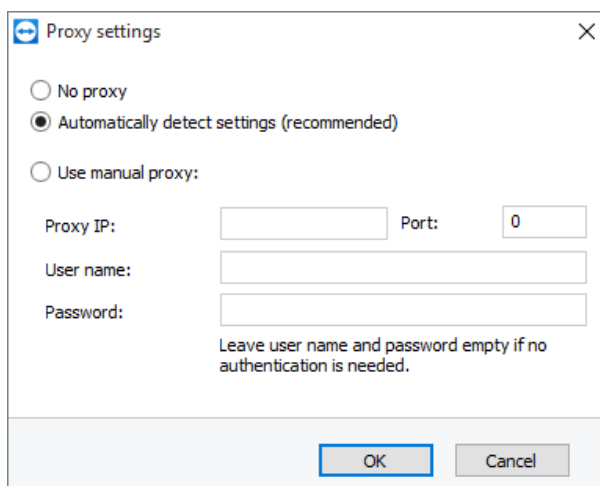 Proxy settings
No proxy
Automatically detect settings (recommended)
Use manual proxy:
Proxy IP: Port: 0
User name:
Password:
Leave user name and password empty if no
authentication is needed.
OK Cancel